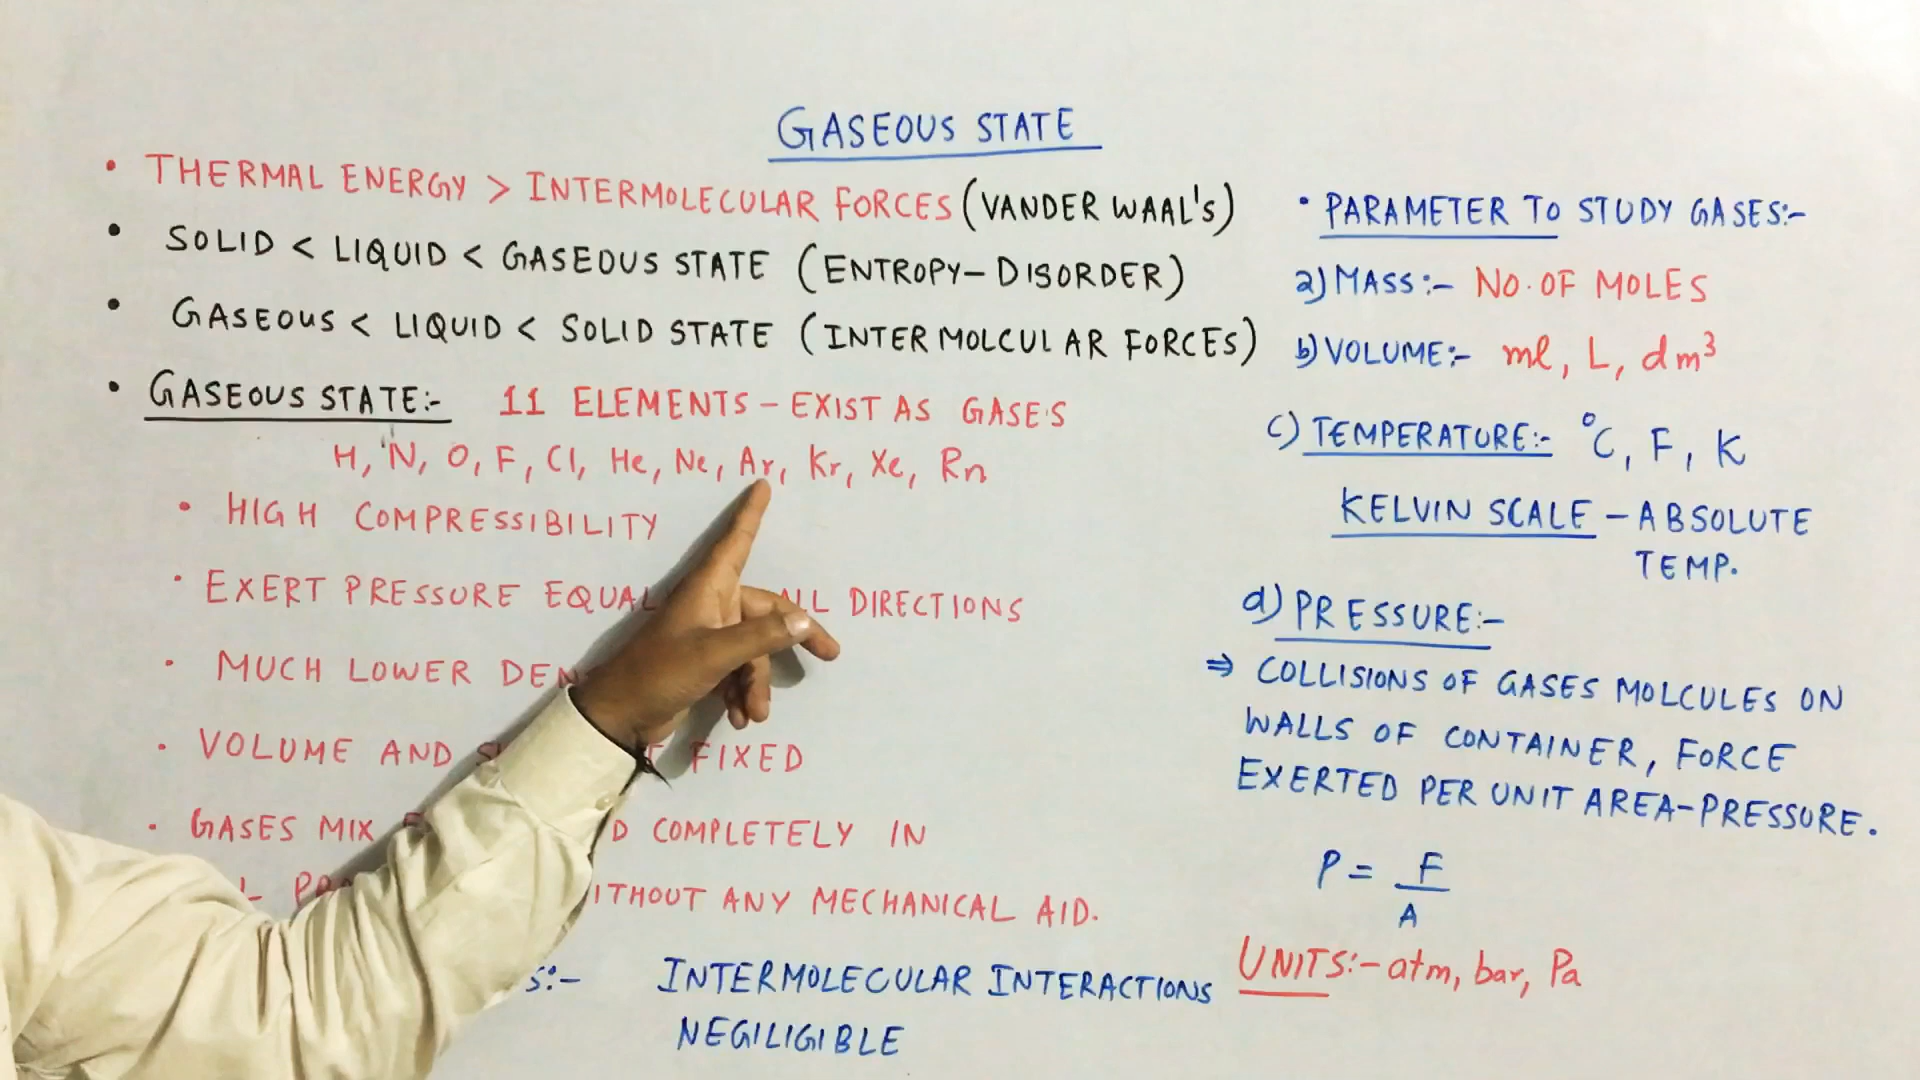 GASEOUS STATE
• THERMAL ENERGY > INTERMOLECULAR FORCES (VANDER WAAL'S)
• SOLID < LIQUID < GASEOUS STATE (ENTROPY-DISORDER)
• GASEOUS < LIQUID < SOLID STATE (INTERMOLCULAR FORCES)
• GASEOUS STATE:- 11 ELEMENTS - EXIST AS GASES
H, N, O, F, Cl, He, Ne, Ar, Kr, Xe, Rn
• HIGH COMPRESSIBILITY
• EXERT PRESSURE DIRECTIONS
• MUCH LOWER
• VOLUME AND FIXED
• GASES MIX COMPLETELY IN
ANY MECHANICAL AID.
INTERMOLECULAR INTERACTIONS
NEGILIGIBLE
• PARAMETER TO STUDY GASES:-
a) MASS:- NO. OF MOLES
b) VOLUME:- ml, L, dm³
c) TEMPERATURE:- °C, F, K
KELVIN SCALE - ABSOLUTE
TEMP.
d) PRESSURE:-
⇒ COLLISIONS OF GASES MOLCULES ON
WALLS OF CONTAINER, FORCE
EXERTED PER UNIT AREA-PRESSURE.
P = F
A
UNITS:- atm, bar, Pa